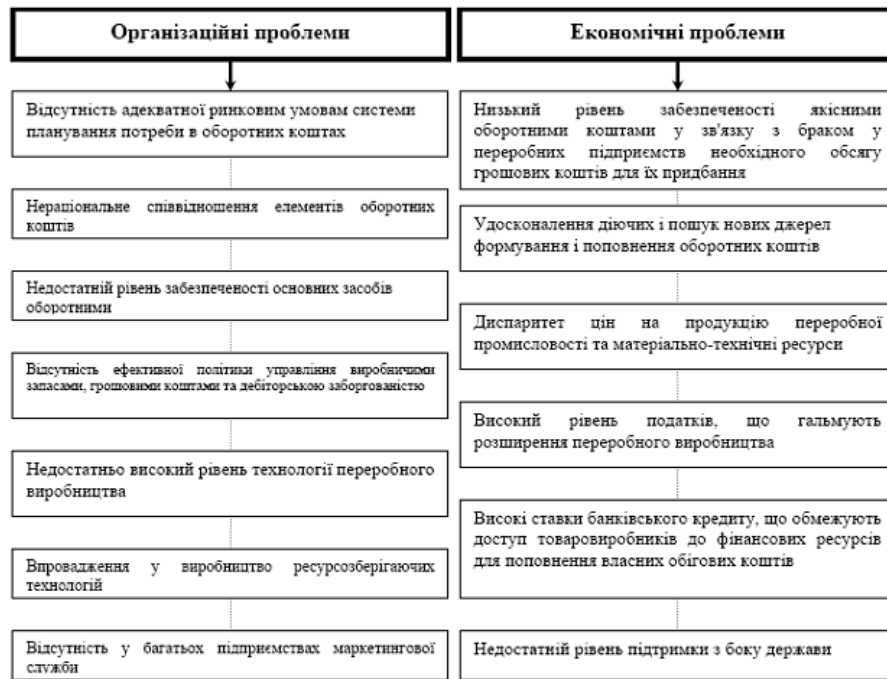 Організаційні проблеми
Відсутність адекватної ринковим умовам системи
планування потреби в оборотних коштах
Нераціональне співвідношення елементів оборотних
коштів
Недостатній рівень забезпеченості основних засобів
оборотними
Відсутність ефективної політики управління виробничими
запасами, грошовими коштами та дебіторською заборгованістю
Недостатньо високий рівень технології переробного
виробництва
Впровадження у виробництво ресурсозберігаючих
технологій
Відсутність у багатьох підприємствах маркетингової
служби
Економічні проблеми
Низький рівень забезпеченості якісними
оборотними коштами у зв'язку з браком у
переробних підприємств необхідного обсягу
грошових коштів для їх придбання
Удосконалення діючих і пошук нових джерел
формування і поповнення оборотних коштів
Диспаритет цін на продукцію переробної
промисловості та матеріально-технічні ресурси
Високий рівень податків, що гальмують
розширення переробного виробництва
Високі ставки банківського кредиту, що обмежують
доступ товаровиробників до фінансових ресурсів
для поповнення власних обігових коштів
Недостатній рівень підтримки з боку держави